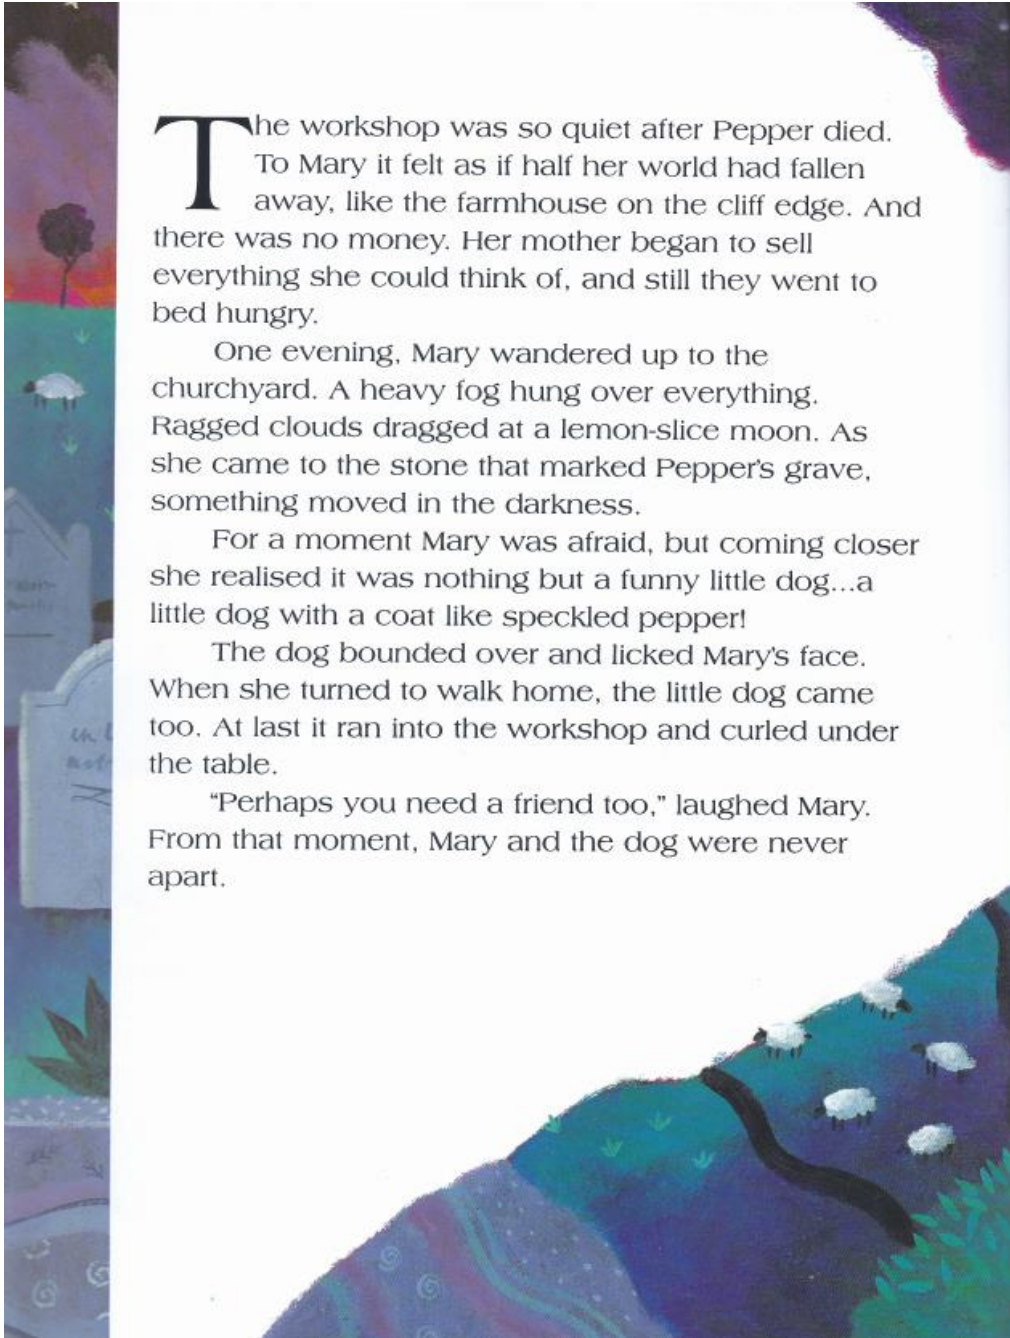 The workshop was so quiet after Pepper died.
To Mary it felt as if half her world had fallen
away, like the farmhouse on the cliff edge. And
there was no money. Her mother began to sell
everything she could think of, and still they went to
bed hungry.
One evening, Mary wandered up to the
churchyard. A heavy fog hung over everything.
Ragged clouds dragged at a lemon-slice moon. As
she came to the stone that marked Pepper's grave,
something moved in the darkness.
For a moment Mary was afraid, but coming closer
she realised it was nothing but a funny little dog...a
little dog with a coat like speckled pepper!
The dog bounded over and licked Mary's face.
When she turned to walk home, the little dog came
too. At last it ran into the workshop and curled under
the table.
“Perhaps you need a friend too,” laughed Mary.
From that moment, Mary and the dog were never
apart.